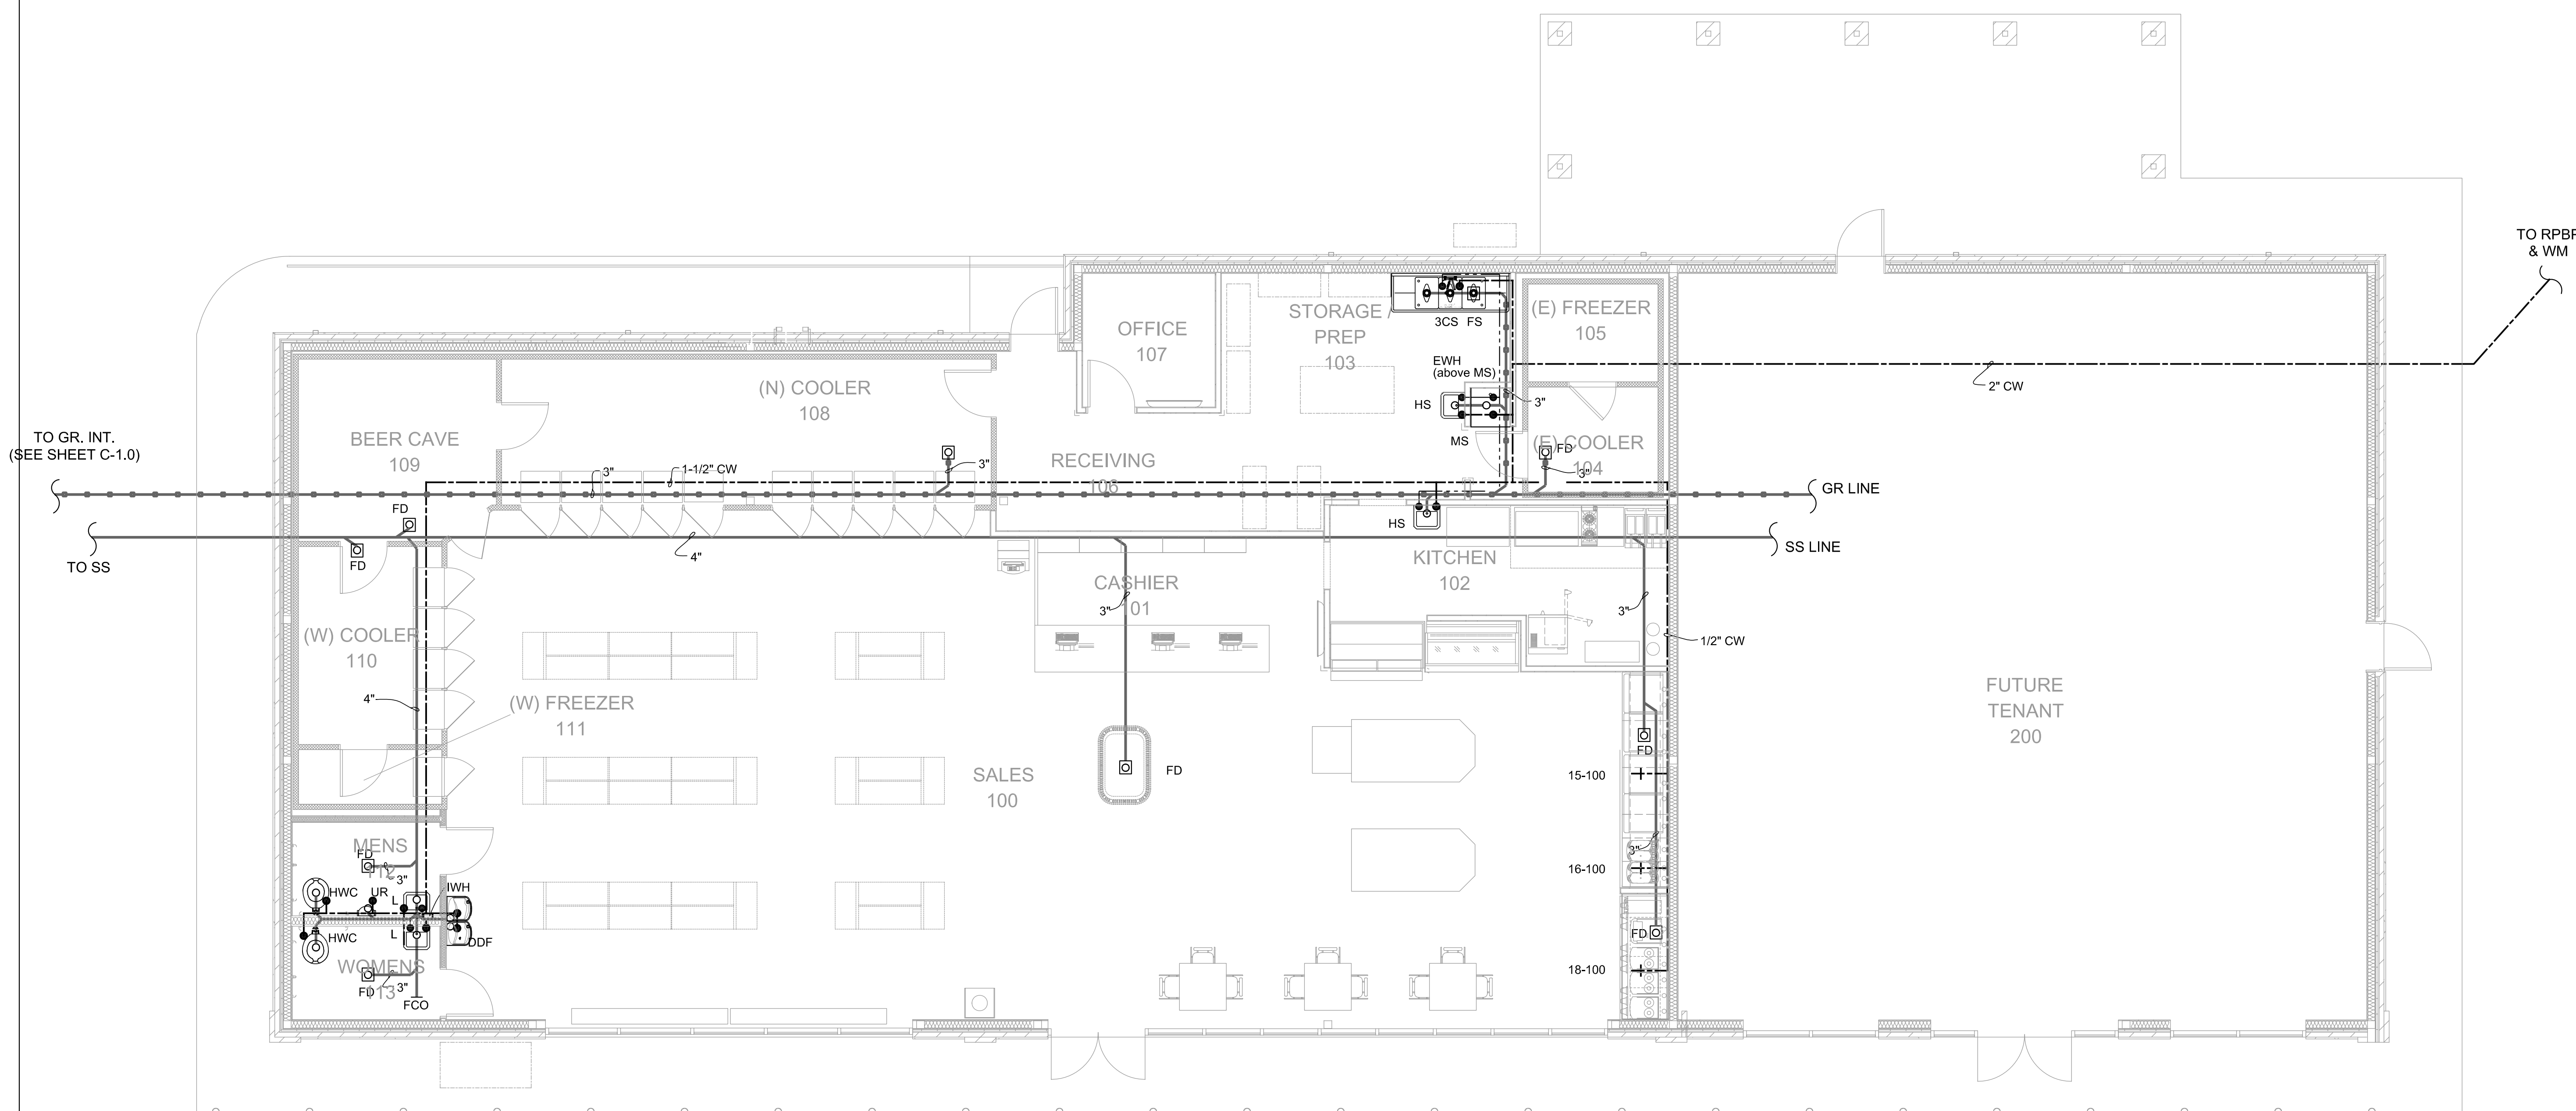 TO RPBF
& WM
(E) FREEZER
105
STORAGE /
PREP
103
OFFICE
107
3CS FS
EWH
(above MS)
3"
HS
MS
2" CW
(N) COOLER
108
(E) COOLER
104
FD
3"
BEER CAVE
109
TO GR. INT.
(SEE SHEET C-1.0)
3"
1-1/2" CW
3"
RECEIVING
106
GR LINE
FD
HS
4"
SS LINE
TO SS
FD
KITCHEN
102
CASHIER
101
3"
3"
1/2" CW
(W) COOLER
110
4"
(W) FREEZER
111
FUTURE
TENANT
200
FD
SALES
100
FD
15-100
3"
16-100
MENS
112
FD
3"
HWC
UR
L
IWH
HWC
L
DDF
FD
WOMENS
113
FD
3"
FCO
18-100